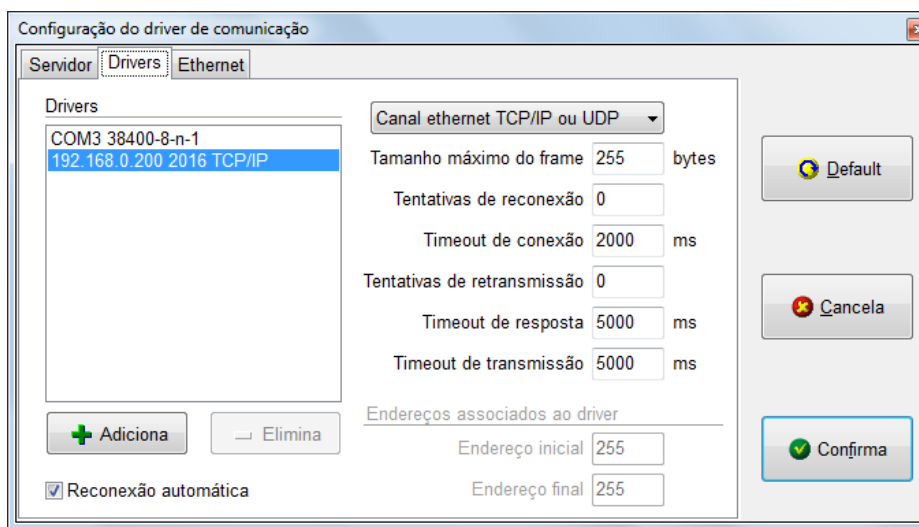 Configuração do driver de comunicação
Servidor Drivers Ethernet
Drivers
COM3 38400-8-n-1
192.168.0.200 2016 TCP/IP
Adiciona
Elimina
Reconexão automática
Canal ethernet TCP/IP ou UDP
Tamanho máximo do frame 255 bytes
Tentativas de reconexão 0
Timeout de conexão 2000 ms
Tentativas de retransmissão 0
Timeout de resposta 5000 ms
Timeout de transmissão 5000 ms
Endereços associados ao driver
Endereço inicial 255
Endereço final 255
Default
Cancela
Confirma